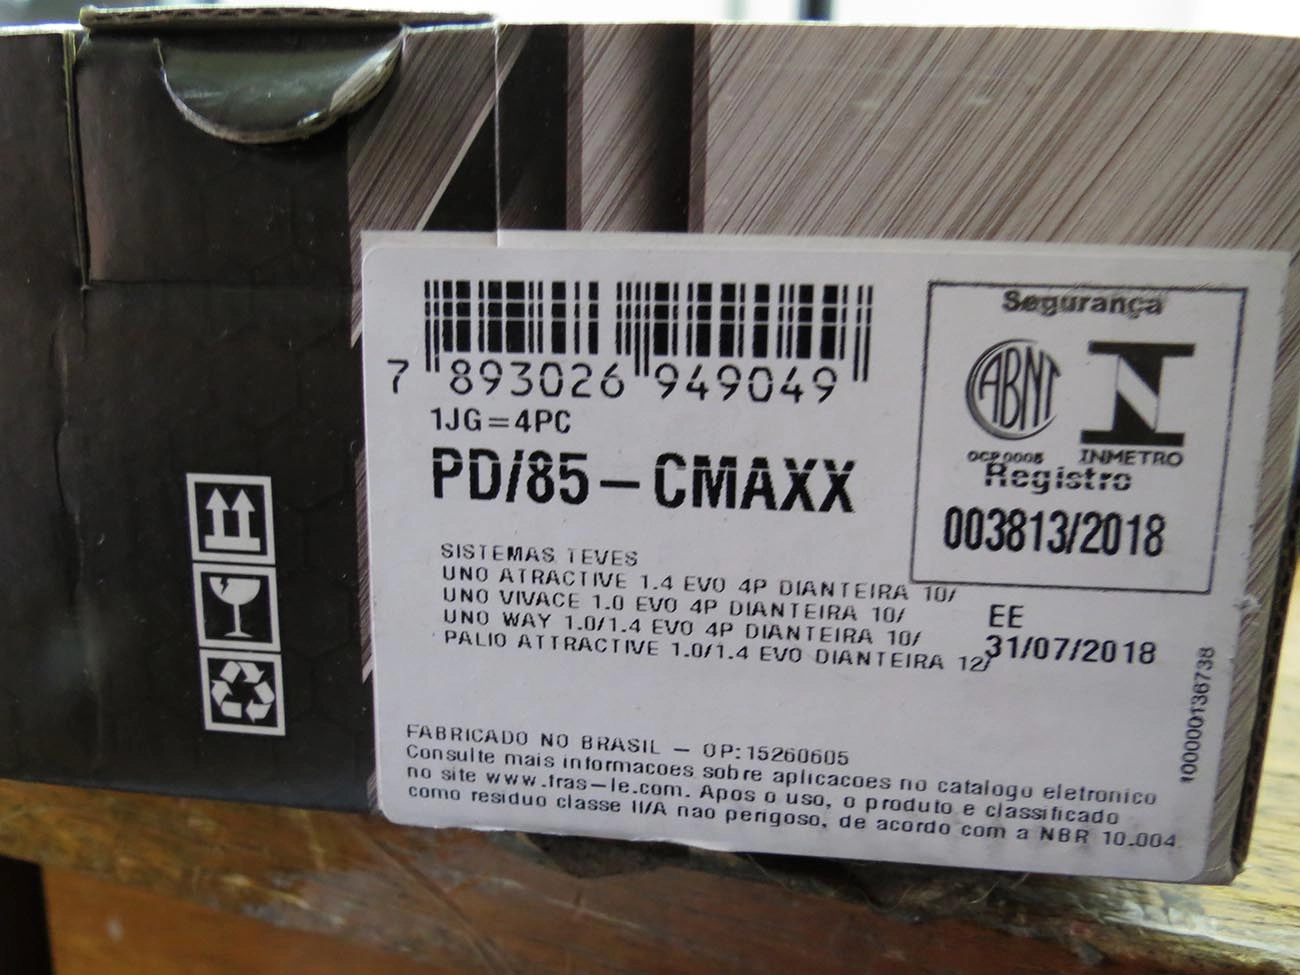 7 893026 949049
1JG=4PC
PD/85-CMAXX
Segurança
ABNT
OCP 0005
INMETRO
Registro
003813/2018
SISTEMAS TEVES
UNO ATRACTIVE 1.4 EVO 4P DIANTEIRA 10/
UNO VIVACE 1.0 EVO 4P DIANTEIRA 10/
UNO WAY 1.0/1.4 EVO 4P DIANTEIRA 10/
PALIO ATTRACTIVE 1.0/1.4 EVO DIANTEIRA 12/
EE
31/07/2018
100000136738
FABRICADO NO BRASIL - OP:15260605
Consulte mais informacoes sobre aplicacoes no catalogo eletronico
no site www.fras-le.com. Apos o uso, o produto e classificado
como residuo classe II/A nao perigoso, de acordo com a NBR 10.004